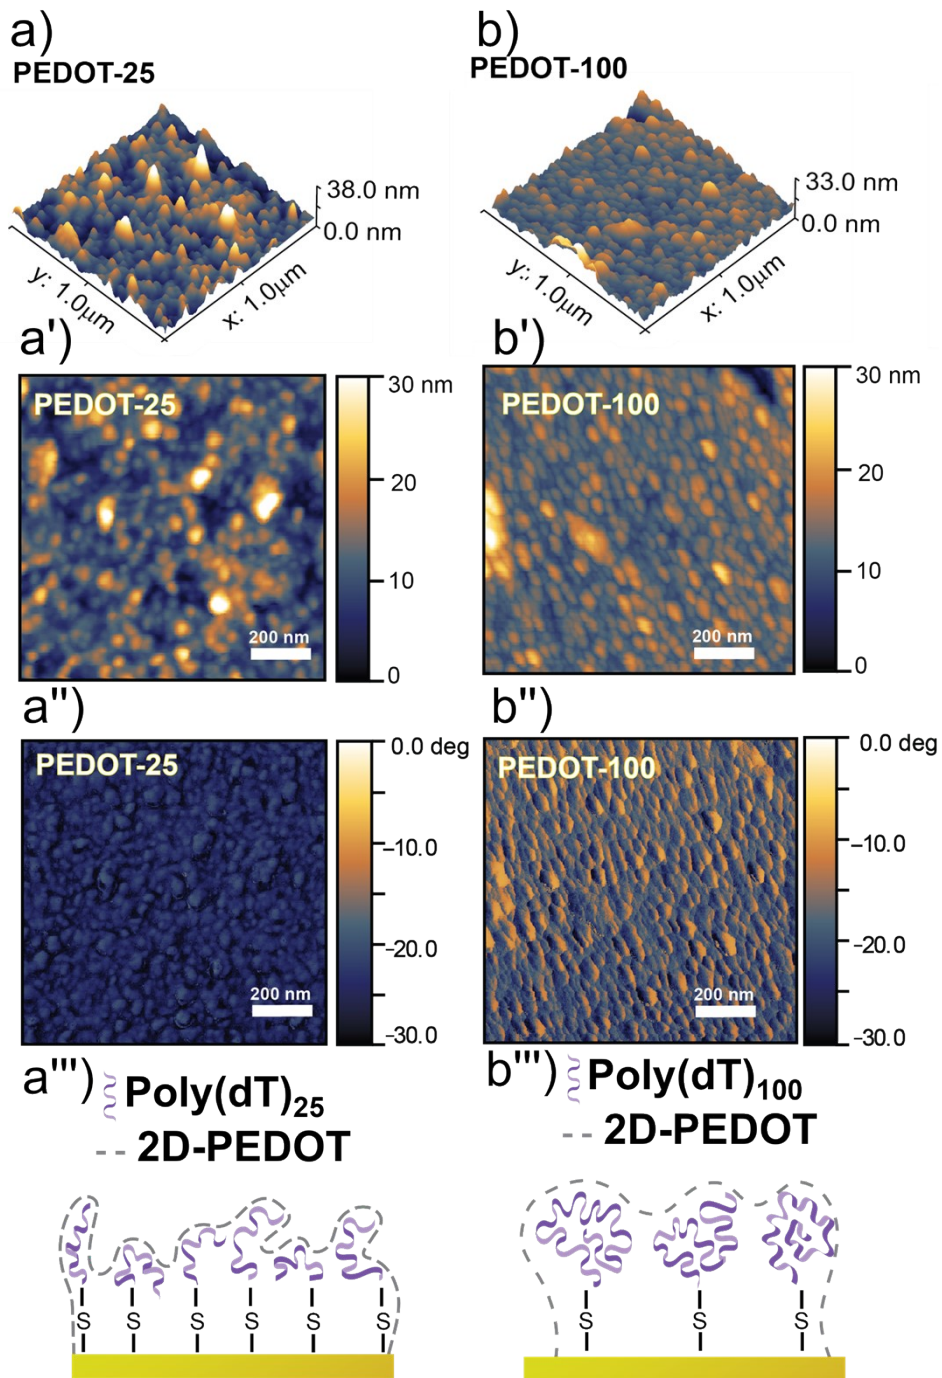 a)
PEDOT-25
38.0 nm
0.0 nm
y: 1.0μm
x: 1.0μm
b)
PEDOT-100
33.0 nm
0.0 nm
y: 1.0μm
x: 1.0μm
a')
PEDOT-25
200 nm
30 nm
20
10
0
b')
PEDOT-100
200 nm
30 nm
20
10
0
a'')
PEDOT-25
200 nm
0.0 deg
−10.0
−20.0
−30.0
b'')
PEDOT-100
200 nm
0.0 deg
−10.0
−20.0
−30.0
a''')
Poly(dT)25
2D-PEDOT
S S S S S S
b''')
Poly(dT)100
2D-PEDOT
S S S